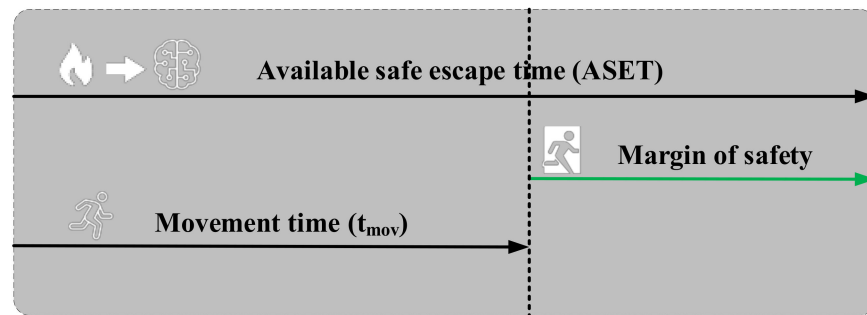 Available safe escape time (ASET)
Margin of safety
Movement time (tmov)